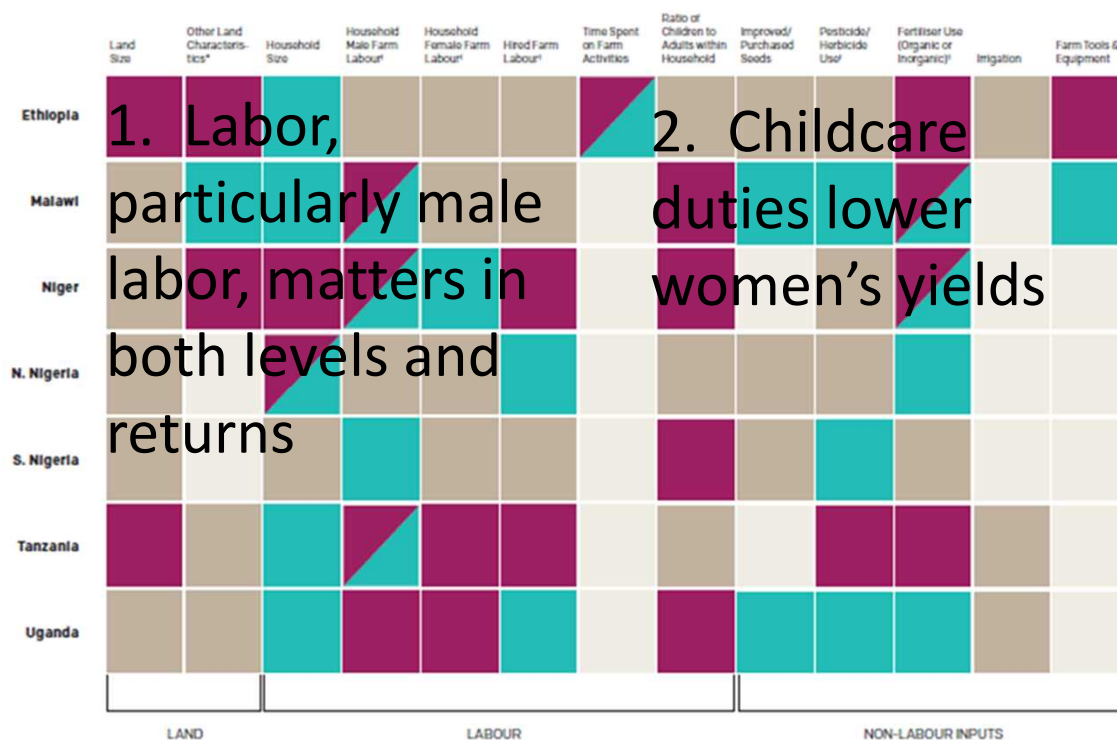 Land
Size
Other Land
Characteris-
tics*
Household
Size
Household
Male Farm
Labour†
Household
Female Farm
Labour†
Hired Farm
Labour†
Time Spent
on Farm
Activities
Ratio of
Children to
Adults within
Household
Improved/
Purchased
Seeds
Pesticide/
Herbicide
Use†
Fertiliser Use
(Organic or
Inorganic)†
Irrigation
Farm Tools &
Equipment
Ethiopia
Malawi
Niger
N. Nigeria
S. Nigeria
Tanzania
Uganda
1. Labor,
particularly male
labor, matters in
both levels and
returns
2. Childcare
duties lower
women’s yields
LAND
LABOUR
NON-LABOUR INPUTS